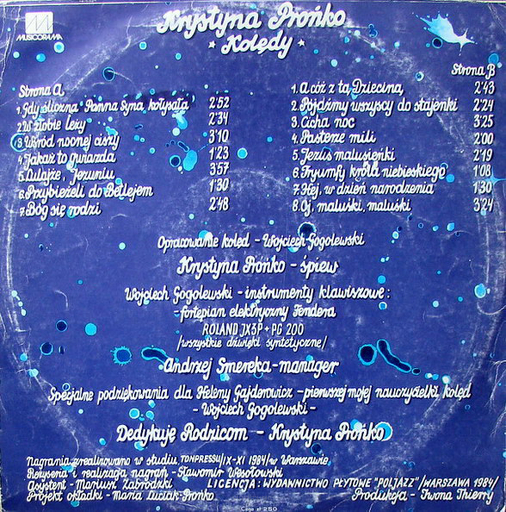 MUSICORAMA
Krystyna Prońko
* Kolędy *
Strona A
1. Gdy śliczna Panna Syna kołysała 2'52
2. W żłobie leży 2'34
3. Wśród nocnej ciszy 3'10
4. Jakaż to gwiazda 1'23
5. Lulajże, Jezuniu 3'57
6. Przybieżeli do Betlejem 1'30
7. Bóg się rodzi 2'48
Strona B
1. A cóż z tą Dzieciną 2'43
2. Pójdźmy wszyscy do stajenki 2'24
3. Cicha noc 3'25
4. Pasterze mili 2'00
5. Jezus malusieńki 2'19
6. Tryumfy króla niebieskiego 1'08
7. Hej, w dzień narodzenia 1'30
8. Oj, maluśki, maluśki 3'24
Opracowanie kolęd - Wojciech Gogolewski
Krystyna Prońko - śpiew
Wojciech Gogolewski - instrumenty klawiszowe:
- fortepian elektryczny Fendera
ROLAND JX3P + PG 200
/wszystkie dźwięki syntetyczne/
Andrzej Smereka - manager
Specjalne podziękowania dla Heleny Gajderowicz - pierwszej mojej nauczycielki kolęd
- Wojciech Gogolewski -
Dedykuję Rodzicom - Krystyna Prońko
Nagrania zrealizowano w studiu TONPRESSU/IX-XI 1984/w Warszawie
Reżyseria i realizacja nagrań - Sławomir Wesołowski
Asystent - Mariusz Zabrodzki
Projekt okładki - Maria Łuciak-Prońko
LICENCJA: WYDAWNICTWO PŁYTOWE "POLJAZZ" /WARSZAWA 1984/
Produkcja - Iwona Thierry
Cena zł 250